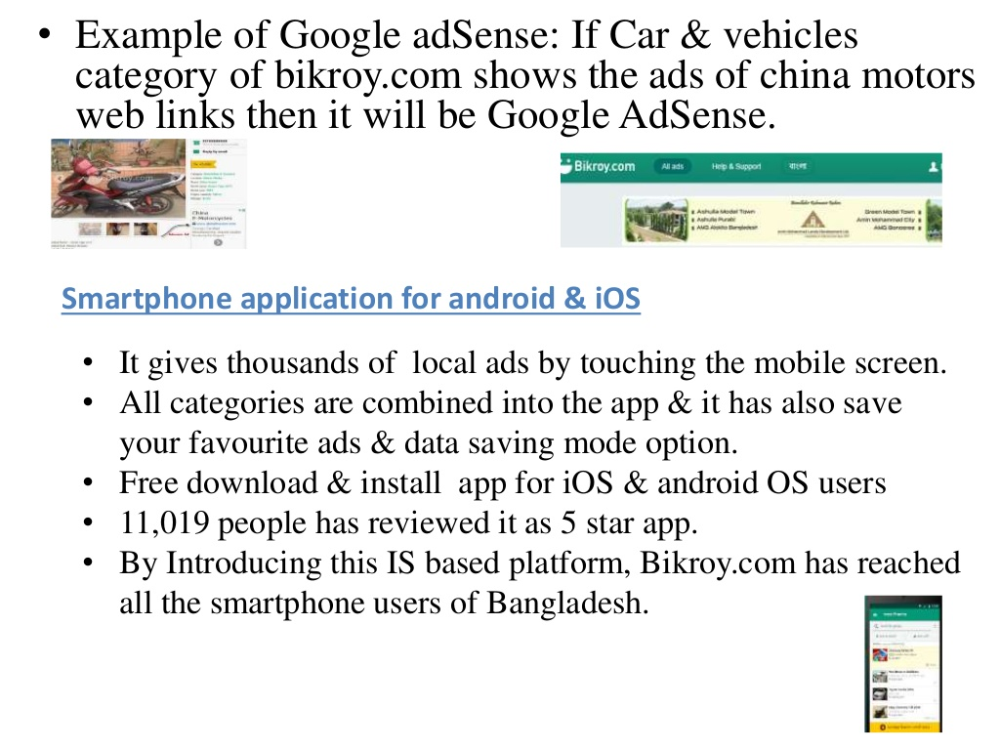 • Example of Google adSense: If Car & vehicles
category of bikroy.com shows the ads of china motors
web links then it will be Google AdSense.
China
E-Motorcycles
Bikroy.com All ads Help & Support বাংলা
Ashulia Model Town
Ashulia Purabi
AMG Alokito Bangladesh
Green Model Town
Amin Mohammad City
Smartphone application for android & iOS
• It gives thousands of local ads by touching the mobile screen.
• All categories are combined into the app & it has also save
your favourite ads & data saving mode option.
• Free download & install app for iOS & android OS users
• 11,019 people has reviewed it as 5 star app.
• By Introducing this IS based platform, Bikroy.com has reached
all the smartphone users of Bangladesh.